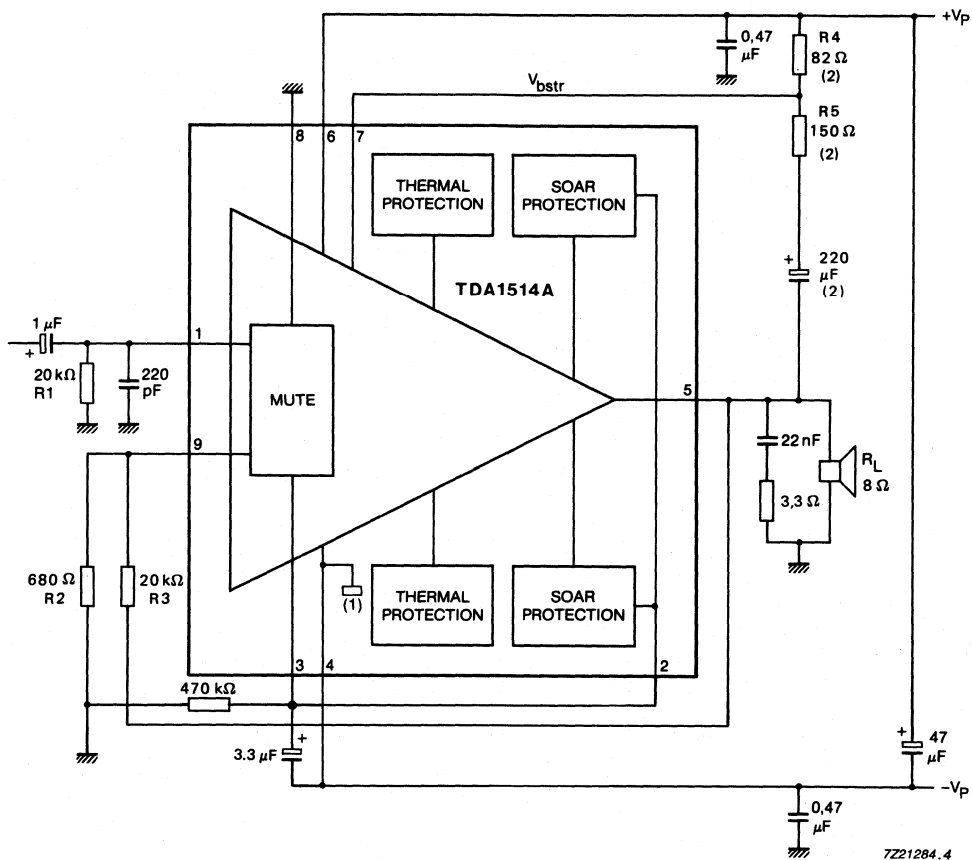 +VP
0,47
µF
R4
82 Ω
(2)
Vbstr
R5
150 Ω
(2)
8
6
7
THERMAL
PROTECTION
SOAR
PROTECTION
220
µF
(2)
+
TDA1514A
1 µF
+
1
20 kΩ
R1
220
pF
MUTE
5
9
22 nF
RL
8 Ω
3,3 Ω
680 Ω
R2
20 kΩ
R3
(1)
THERMAL
PROTECTION
SOAR
PROTECTION
3
4
2
470 kΩ
+
3.3 µF
+
47
µF
−VP
0,47
µF
7Z21284.4